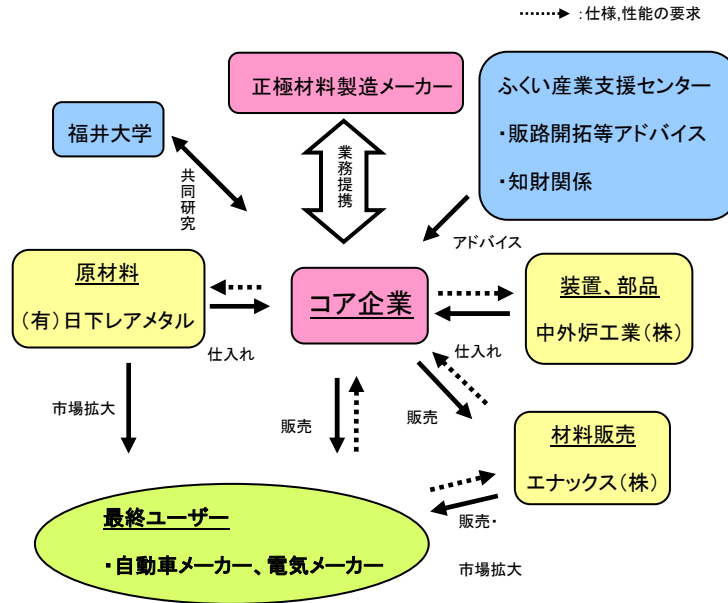 :仕様,性能の要求
正極材料製造メーカー
ふくい産業支援センター
・販路開拓等アドバイス
・知財関係
福井大学
業務提携
共同研究
アドバイス
原材料
(有)日下レアメタル
コア企業
装置、部品
中外炉工業(株)
仕入れ
仕入れ
市場拡大
販売
販売
材料販売
エナックス(株)
最終ユーザー
・自動車メーカー、電気メーカー
販売・
市場拡大